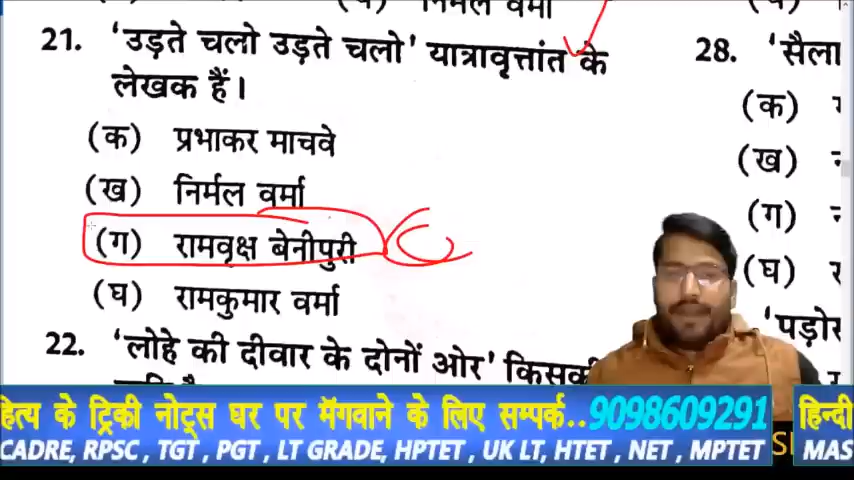 निर्मल वर्मा
21. 'उड़ते चलो उड़ते चलो' यात्रावृत्तांत के
लेखक हैं।
(क) प्रभाकर माचवे
(ख) निर्मल वर्मा
(ग) रामवृक्ष बेनीपुरी
(घ) रामकुमार वर्मा
22. 'लोहे की दीवार के दोनों ओर' किसकी
28. 'सैला
(क)
(ख)
(ग)
(घ)
'पड़ोस
हित्य के ट्रिकी नोट्स घर पर मँगवाने के लिए सम्पर्क..9098609291
हिन्दी
CADRE, RPSC , TGT , PGT , LT GRADE, HPTET , UK LT, HTET , NET , MPTET
MAS